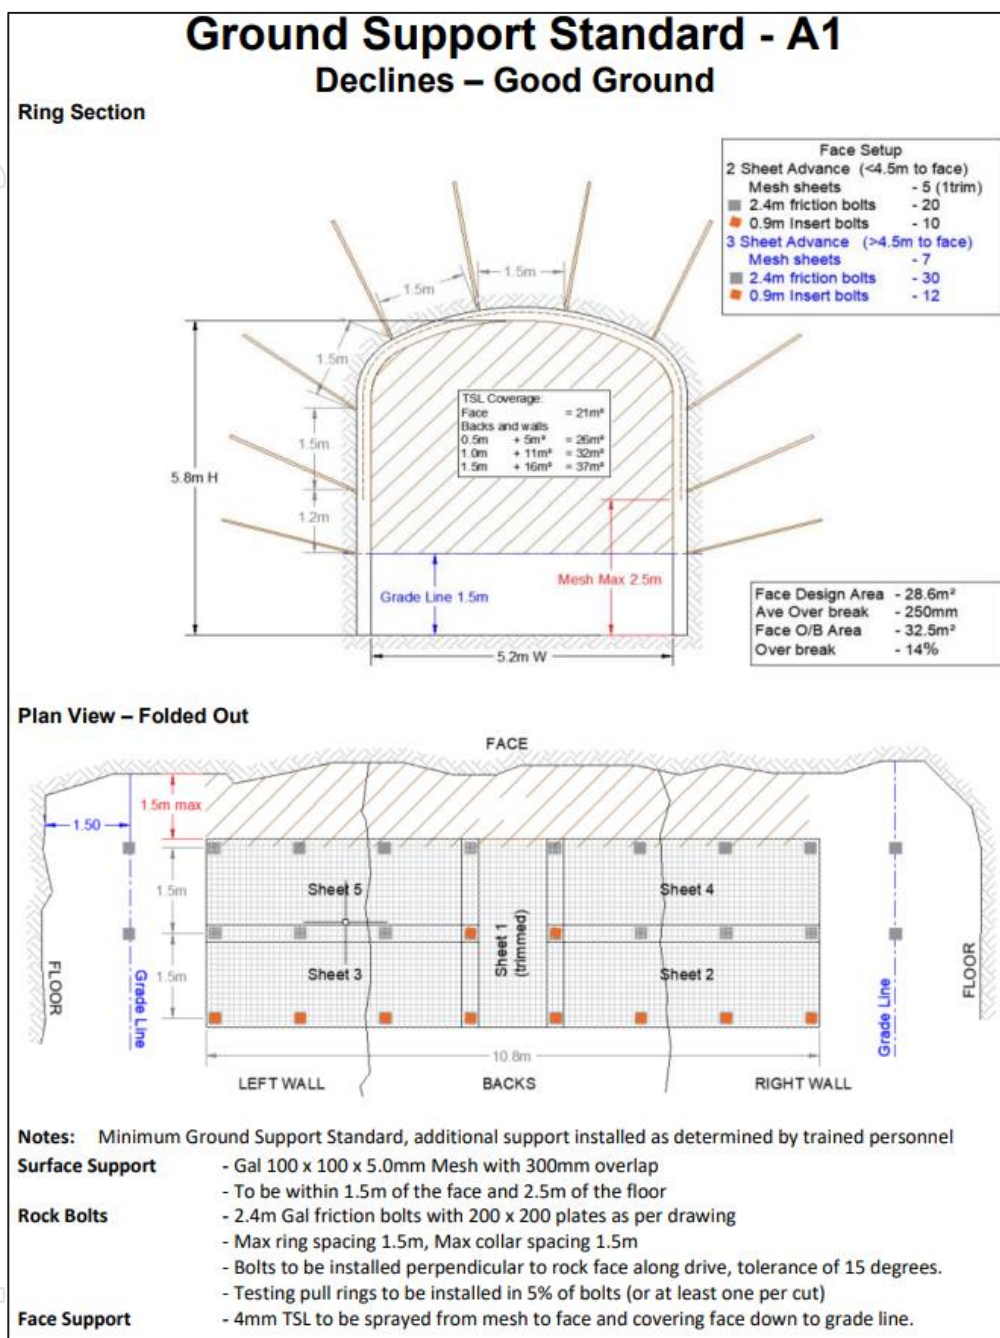 Ground Support Standard - A1
Declines – Good Ground
Ring Section
Face Setup
2 Sheet Advance (<4.5m to face)
Mesh sheets - 5 (1trim)
2.4m friction bolts - 20
0.9m Insert bolts - 10
3 Sheet Advance (>4.5m to face)
Mesh sheets - 7
2.4m friction bolts - 30
0.9m Insert bolts - 12
1.5m
1.5m
1.5m
1.5m
1.2m
5.8m H
TSL Coverage:
Face = 21m²
Backs and walls
0.5m + 5m² = 26m²
1.0m + 11m² = 32m²
1.5m + 16m² = 37m²
Mesh Max 2.5m
Grade Line 1.5m
5.2m W
Face Design Area - 28.6m²
Ave Over break - 250mm
Face O/B Area - 32.5m²
Over break - 14%
Plan View – Folded Out
FACE
1.5m max
1.50
1.5m
Sheet 5
Sheet 4
Sheet 1
(trimmed)
1.5m
Sheet 3
Sheet 2
FLOOR
Grade Line
Grade Line
FLOOR
10.8m
LEFT WALL BACKS RIGHT WALL
Notes: Minimum Ground Support Standard, additional support installed as determined by trained personnel
Surface Support - Gal 100 x 100 x 5.0mm Mesh with 300mm overlap
- To be within 1.5m of the face and 2.5m of the floor
Rock Bolts - 2.4m Gal friction bolts with 200 x 200 plates as per drawing
- Max ring spacing 1.5m, Max collar spacing 1.5m
- Bolts to be installed perpendicular to rock face along drive, tolerance of 15 degrees.
- Testing pull rings to be installed in 5% of bolts (or at least one per cut)
Face Support - 4mm TSL to be sprayed from mesh to face and covering face down to grade line.